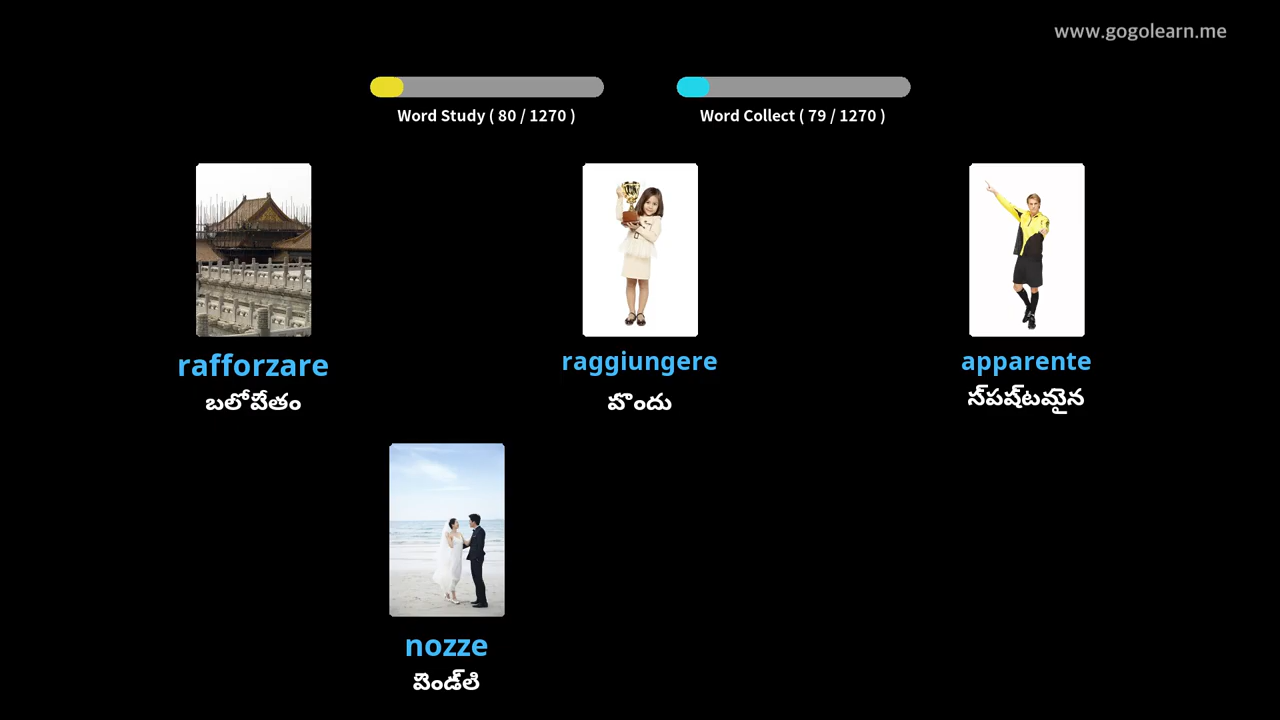 www.gogolearn.me
Word Study ( 80 / 1270 )
Word Collect ( 79 / 1270 )
rafforzare
raggiungere
apparente
బలోపేతం
పొందు
స్పష్టమైన
nozze
పెండ్లి